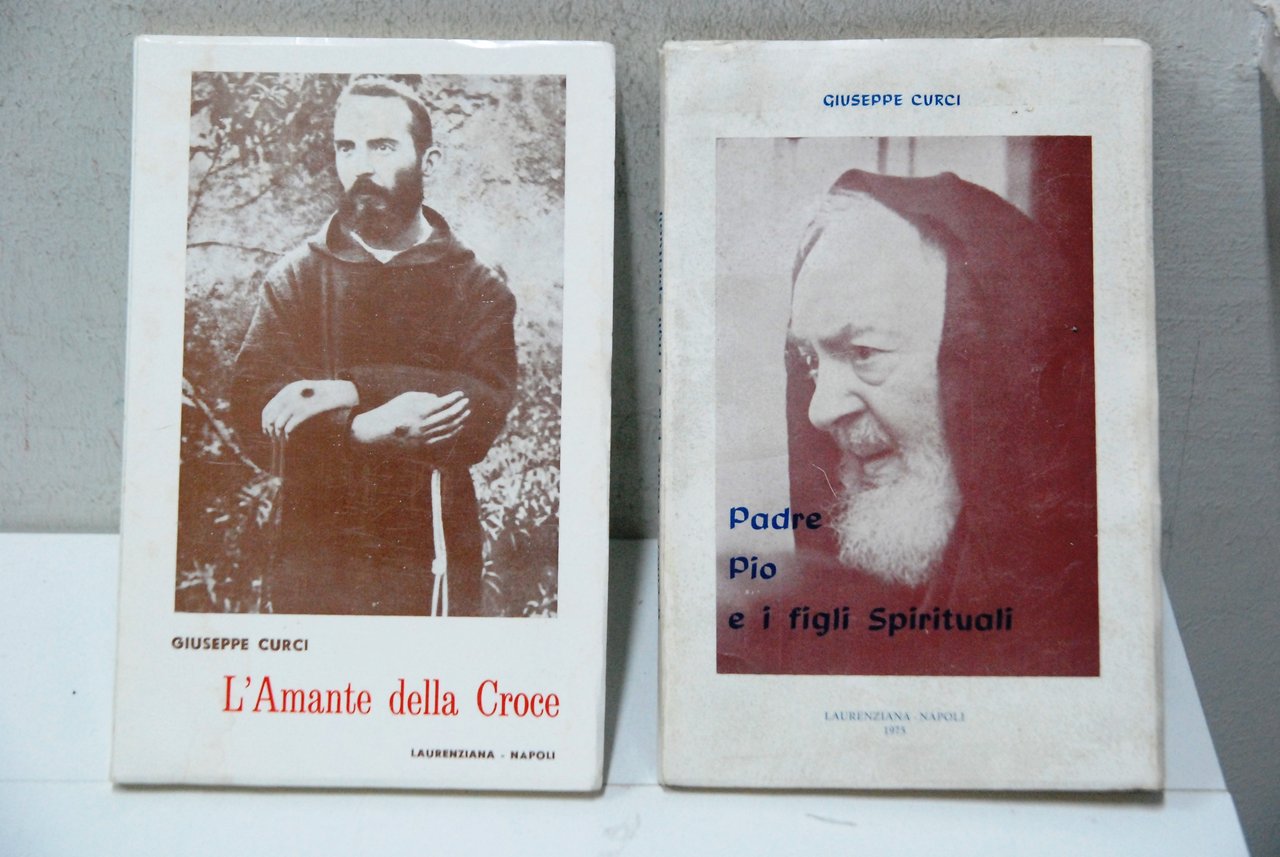 GIUSEPPE CURCI
L'Amante della Croce
LAURENZIANA - NAPOLI
GIUSEPPE CURCI
Padre
Pio
e i figli Spirituali
LAURENZIANA - NAPOLI
1975